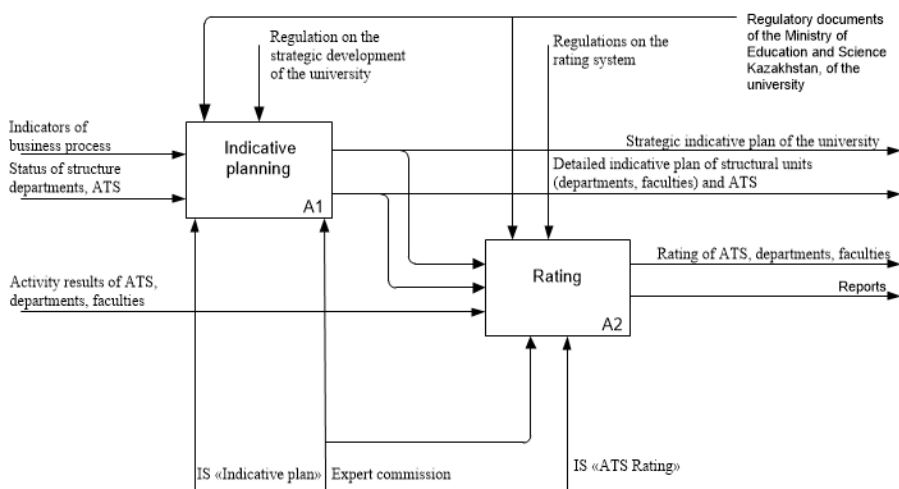 Regulation on the
strategic development
of the university
Regulations on the
rating system
Regulatory documents
of the Ministry of
Education and Science
Kazakhstan, of the
university
Indicators of
business process
Status of structure
departments, ATS
Indicative
planning
A1
Strategic indicative plan of the university
Detailed indicative plan of structural units
(departments, faculties) and ATS
Activity results of ATS,
departments, faculties
Rating
A2
Rating of ATS, departments, faculties
Reports
IS «Indicative plan»
Expert commission
IS «ATS Rating»